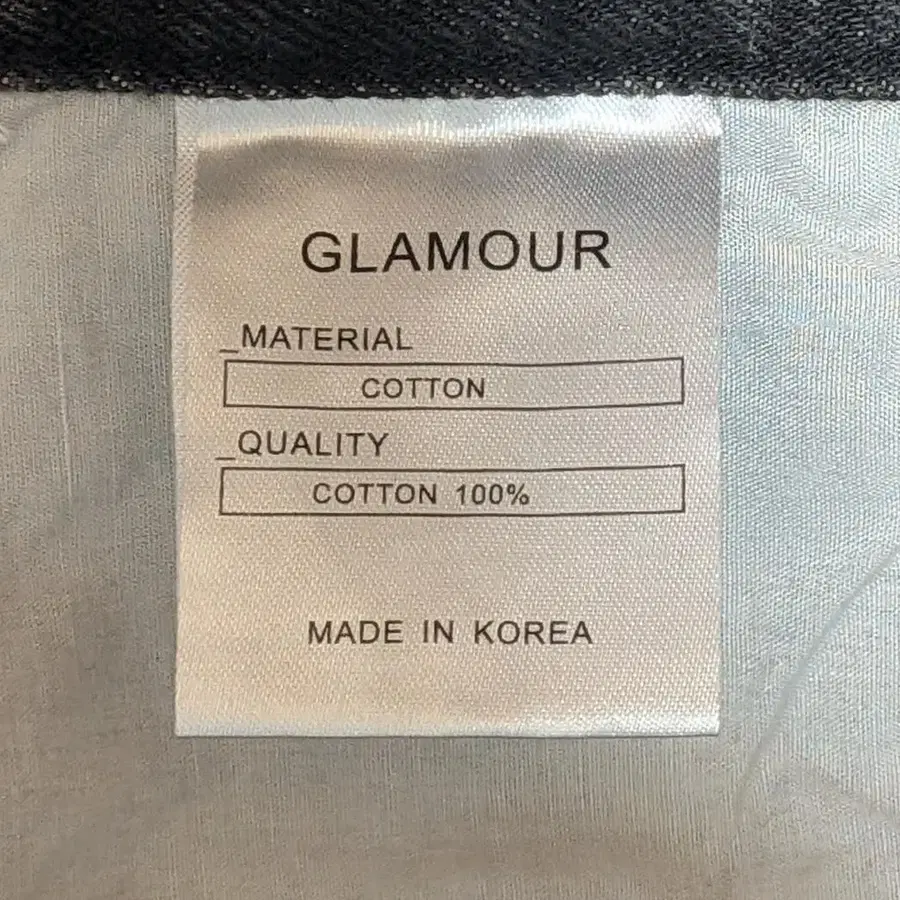 GLAMOUR
_MATERIAL
COTTON
_QUALITY
COTTON 100%
MADE IN KOREA